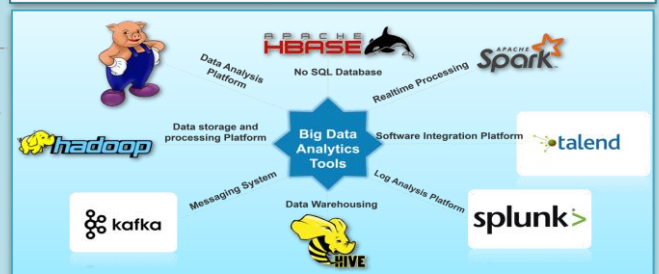 APACHE
HBASE
APACHE
Spark
Data Analysis
Platform
No SQL Database
Realtime Processing
hadoop
Data storage and
processing Platform
Big Data
Analytics
Tools
Software Integration Platform
talend
Messaging System
Log Analysis Platform
kafka
Data Warehousing
splunk>
HIVE